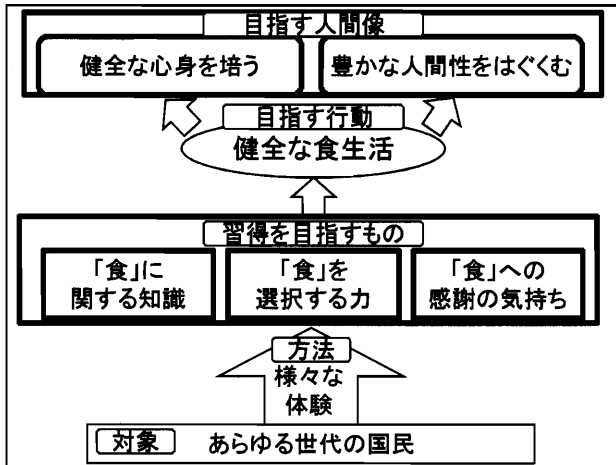 目指す人間像
健全な心身を培う
豊かな人間性をはぐくむ
目指す行動
健全な食生活
習得を目指すもの
「食」に
関する知識
「食」を
選択する力
「食」への
感謝の気持ち
方法
様々な
体験
対象 あらゆる世代の国民